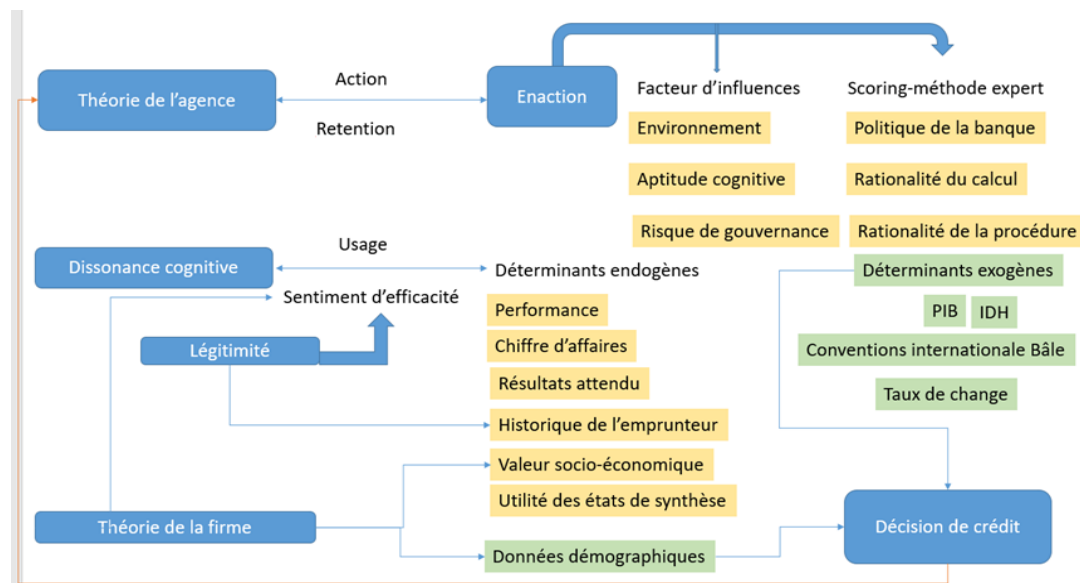 Théorie de l'agence
Action
Retention
Enaction
Facteur d'influences
Environnement
Aptitude cognitive
Risque de gouvernance
Scoring-méthode expert
Politique de la banque
Rationalité du calcul
Rationalité de la procédure
Dissonance cognitive
Usage
Sentiment d'efficacité
Légitimité
Déterminants endogènes
Performance
Chiffre d'affaires
Résultats attendu
Historique de l'emprunteur
Valeur socio-économique
Utilité des états de synthèse
Déterminants exogènes
PIB
IDH
Conventions internationale Bâle
Taux de change
Théorie de la firme
Données démographiques
Décision de crédit